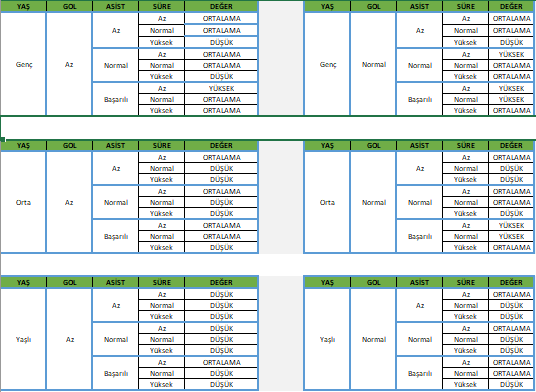 YAŞ GOL ASİST SÜRE DEĞER
Az ORTALAMA
Az Normal ORTALAMA
Yüksek DÜŞÜK
Az ORTALAMA
Genç Az Normal Normal ORTALAMA
Yüksek DÜŞÜK
Az YÜKSEK
Başarılı Normal ORTALAMA
Yüksek ORTALAMA
YAŞ GOL ASİST SÜRE DEĞER
Az ORTALAMA
Az Normal ORTALAMA
Yüksek DÜŞÜK
Az ORTALAMA
Genç Normal Normal Normal ORTALAMA
Yüksek ORTALAMA
Az YÜKSEK
Başarılı Normal ORTALAMA
Yüksek ORTALAMA
YAŞ GOL ASİST SÜRE DEĞER
Az ORTALAMA
Az Normal DÜŞÜK
Yüksek DÜŞÜK
Az ORTALAMA
Orta Az Normal Normal ORTALAMA
Yüksek DÜŞÜK
Az ORTALAMA
Başarılı Normal ORTALAMA
Yüksek DÜŞÜK
YAŞ GOL ASİST SÜRE DEĞER
Az ORTALAMA
Az Normal DÜŞÜK
Yüksek DÜŞÜK
Az ORTALAMA
Orta Normal Normal Normal ORTALAMA
Yüksek DÜŞÜK
Az YÜKSEK
Başarılı Normal YÜKSEK
Yüksek ORTALAMA
YAŞ GOL ASİST SÜRE DEĞER
Az DÜŞÜK
Az Normal DÜŞÜK
Yüksek DÜŞÜK
Az DÜŞÜK
Yaşlı Az Normal Normal DÜŞÜK
Yüksek DÜŞÜK
Az ORTALAMA
Başarılı Normal DÜŞÜK
Yüksek DÜŞÜK
YAŞ GOL ASİST SÜRE DEĞER
Az ORTALAMA
Az Normal DÜŞÜK
Yüksek DÜŞÜK
Az ORTALAMA
Yaşlı Normal Normal Normal DÜŞÜK
Yüksek DÜŞÜK
Az ORTALAMA
Başarılı Normal ORTALAMA
Yüksek DÜŞÜK